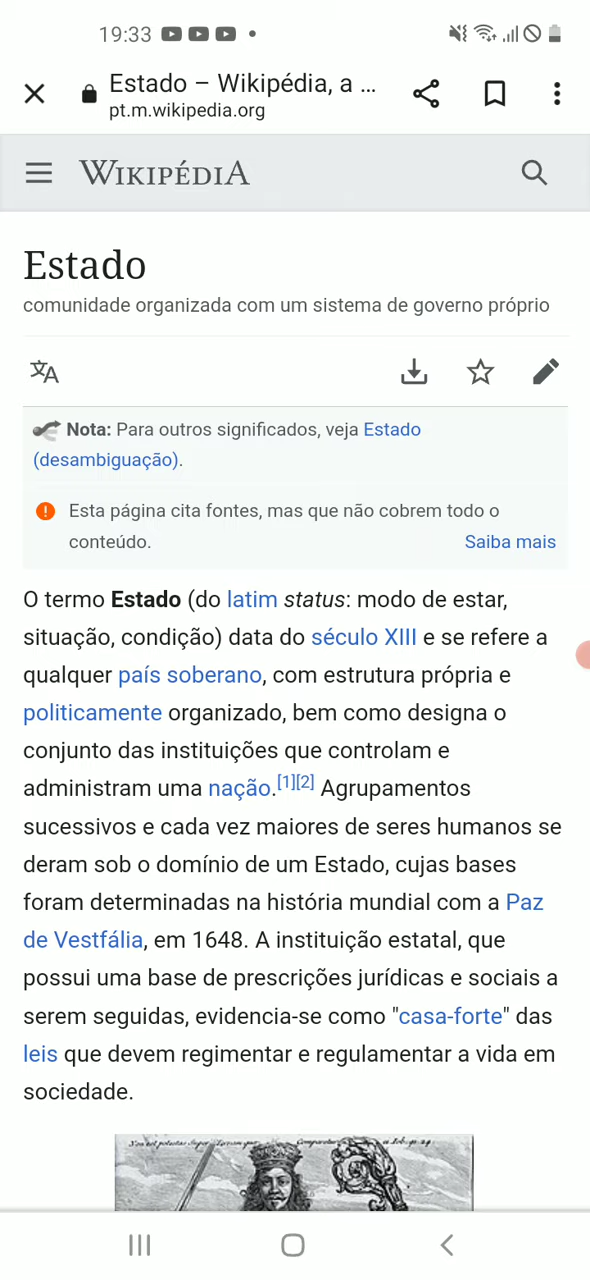 19:33
Estado – Wikipédia, a ...
pt.m.wikipedia.org
WIKIPÉDIA
Estado
comunidade organizada com um sistema de governo próprio
Nota: Para outros significados, veja Estado
(desambiguação).
Esta página cita fontes, mas que não cobrem todo o
conteúdo. Saiba mais
O termo Estado (do latim status: modo de estar,
situação, condição) data do século XIII e se refere a
qualquer país soberano, com estrutura própria e
politicamente organizado, bem como designa o
conjunto das instituições que controlam e
administram uma nação.[1][2] Agrupamentos
sucessivos e cada vez maiores de seres humanos se
deram sob o domínio de um Estado, cujas bases
foram determinadas na história mundial com a Paz
de Vestfália, em 1648. A instituição estatal, que
possui uma base de prescrições jurídicas e sociais a
serem seguidas, evidencia-se como "casa-forte" das
leis que devem regimentar e regulamentar a vida em
sociedade.